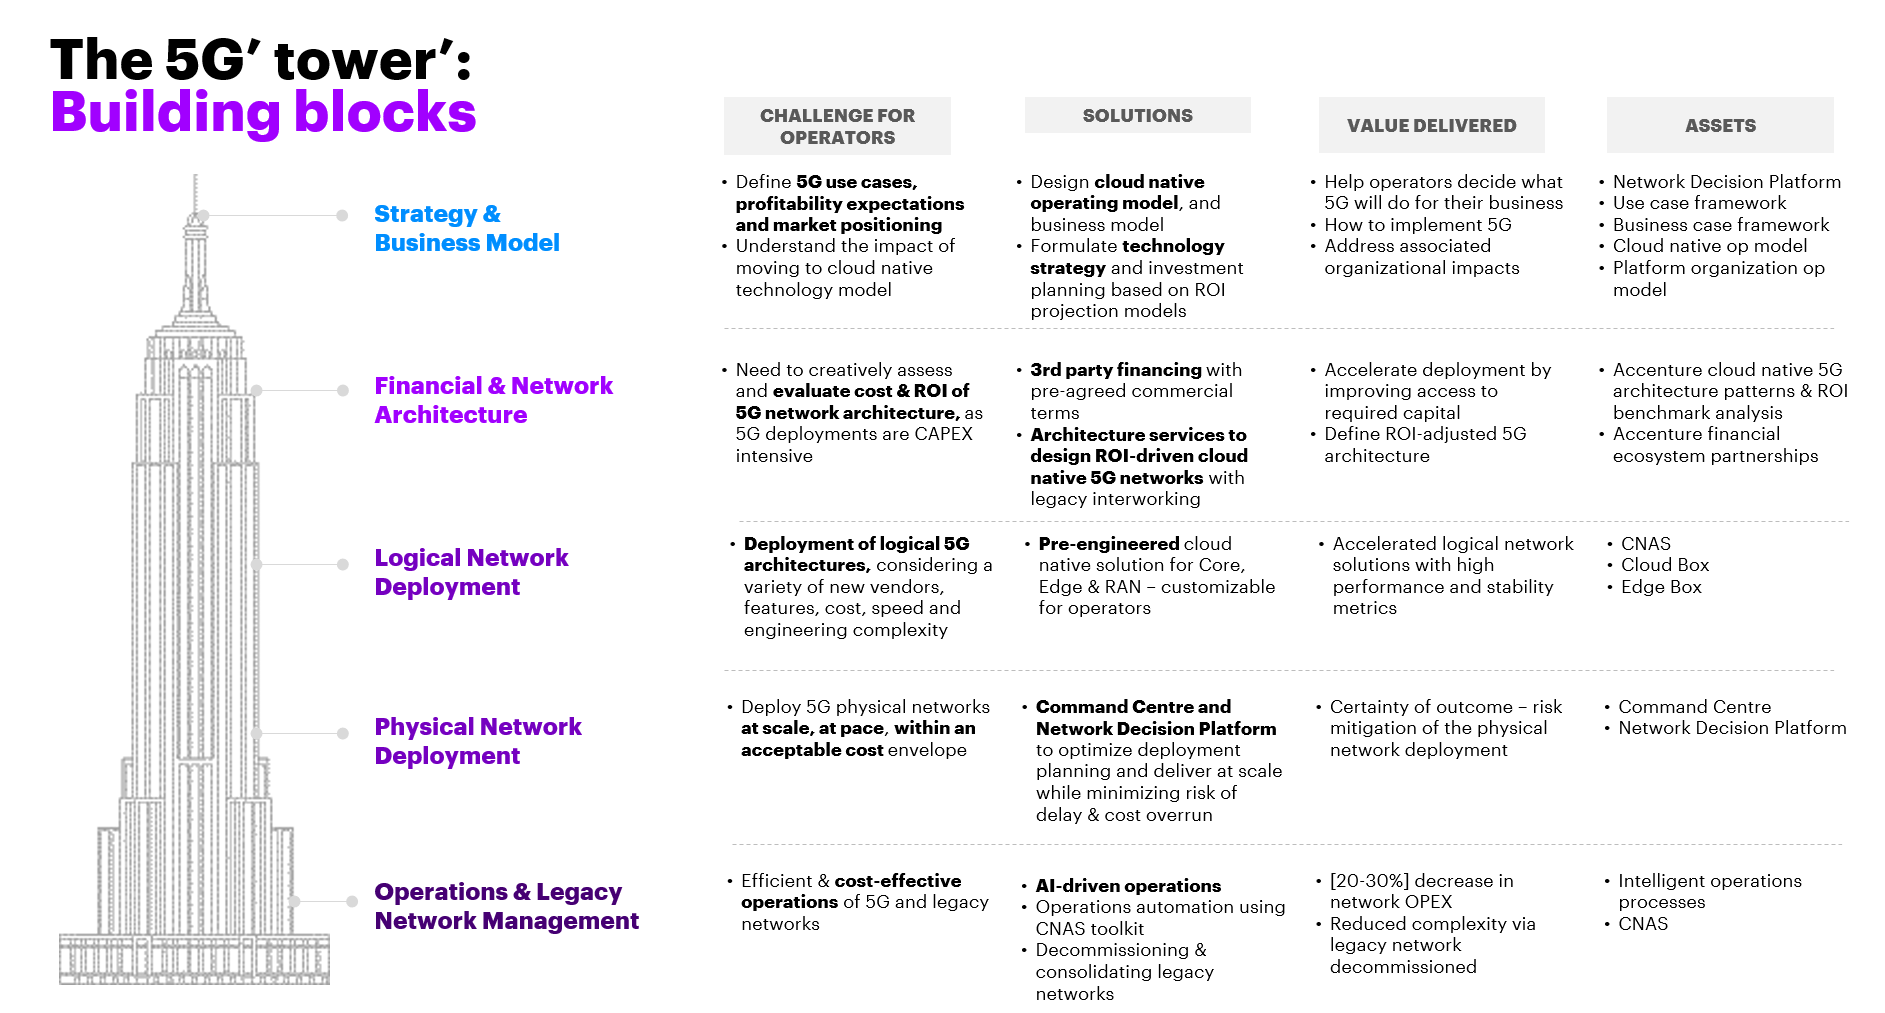 The 5G’ tower’:
Building blocks
CHALLENGE FOR
OPERATORS
SOLUTIONS
VALUE DELIVERED
ASSETS
Strategy &
Business Model
• Define 5G use cases,
profitability expectations
and market positioning
• Understand the impact of
moving to cloud native
technology model
• Design cloud native
operating model, and
business model
• Formulate technology
strategy and investment
planning based on ROI
projection models
• Help operators decide what
5G will do for their business
• How to implement 5G
• Address associated
organizational impacts
• Network Decision Platform
• Use case framework
• Business case framework
• Cloud native op model
• Platform organization op
model
Financial & Network
Architecture
• Need to creatively assess
and evaluate cost & ROI of
5G network architecture, as
5G deployments are CAPEX
intensive
• 3rd party financing with
pre-agreed commercial
terms
• Architecture services to
design ROI-driven cloud
native 5G networks with
legacy interworking
• Accelerate deployment by
improving access to
required capital
• Define ROI-adjusted 5G
architecture
• Accenture cloud native 5G
architecture patterns & ROI
benchmark analysis
• Accenture financial
ecosystem partnerships
Logical Network
Deployment
• Deployment of logical 5G
architectures, considering a
variety of new vendors,
features, cost, speed and
engineering complexity
• Pre-engineered cloud
native solution for Core,
Edge & RAN – customizable
for operators
• Accelerated logical network
solutions with high
performance and stability
metrics
• CNAS
• Cloud Box
• Edge Box
Physical Network
Deployment
• Deploy 5G physical networks
at scale, at pace, within an
acceptable cost envelope
• Command Centre and
Network Decision Platform
to optimize deployment
planning and deliver at scale
while minimizing risk of
delay & cost overrun
• Certainty of outcome – risk
mitigation of the physical
network deployment
• Command Centre
• Network Decision Platform
Operations & Legacy
Network Management
• Efficient & cost-effective
operations of 5G and legacy
networks
• AI-driven operations
• Operations automation using
CNAS toolkit
• Decommissioning &
consolidating legacy
networks
• [20-30%] decrease in
network OPEX
• Reduced complexity via
legacy network
decommissioned
• Intelligent operations
processes
• CNAS